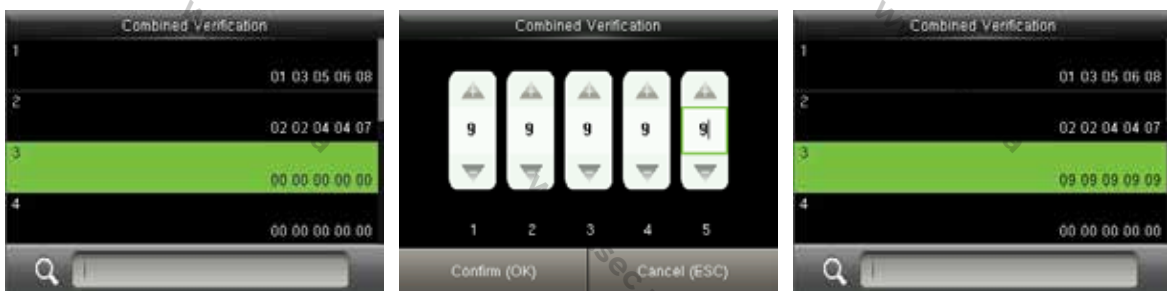 Combined Verification
1
01 03 05 06 08
2
02 02 04 04 07
3
00 00 00 00 00
4
00 00 00 00 00
Combined Verification
9 9 9 9 9
1 2 3 4 5
Confirm (OK) Cancel (ESC)
Combined Verification
1
01 03 05 06 08
2
02 02 04 04 07
3
09 09 09 09 09
4
00 00 00 00 00